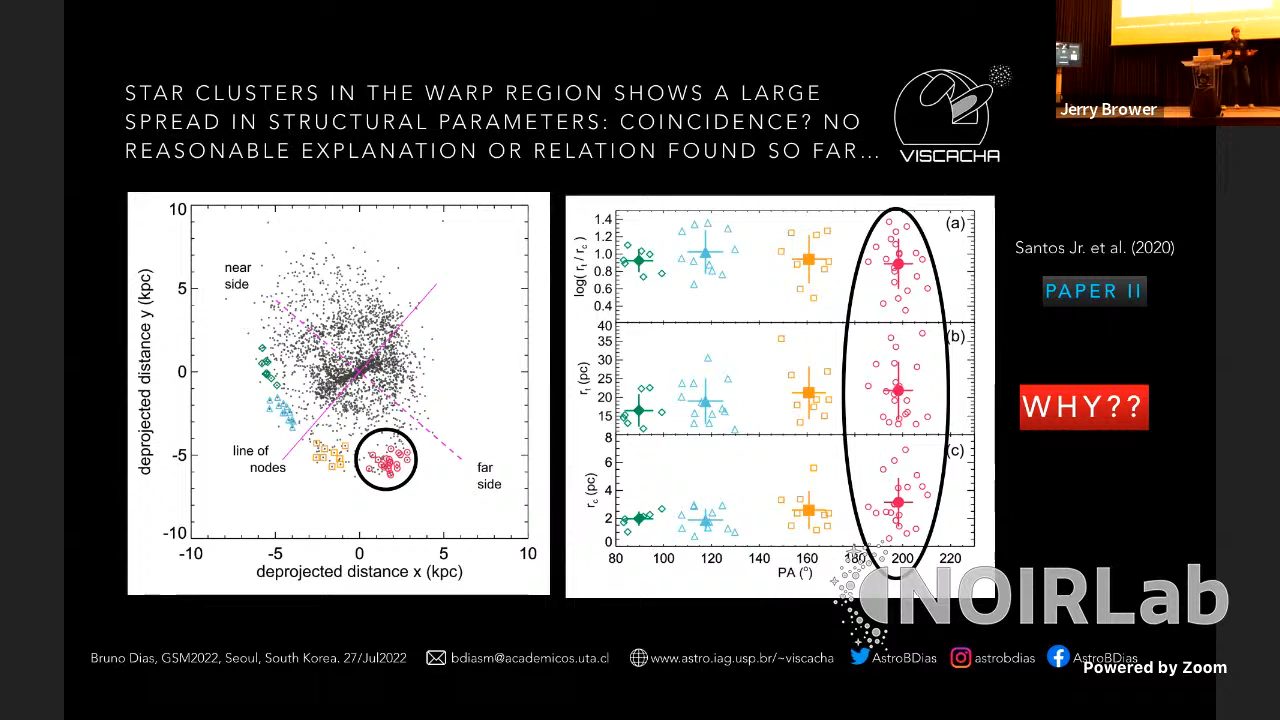 STAR CLUSTERS IN THE WARP REGION SHOWS A LARGE
SPREAD IN STRUCTURAL PARAMETERS: COINCIDENCE? NO
REASONABLE EXPLANATION OR RELATION FOUND SO FAR...
VISCACHA
Jerry Brower
10
5
0
-5
-10
-10
-5
0
5
10
deprojected distance y (kpc)
deprojected distance x (kpc)
near
side
line of
nodes
far
side
(a)
1.4
1.2
1.0
0.8
0.6
0.4
log( rt / rc )
(b)
40
35
30
25
20
15
rt (pc)
(c)
8
6
4
2
0
rc (pc)
80
100
120
140
160
180
200
220
PA (°)
Santos Jr. et al. (2020)
PAPER II
WHY??
NOIRLab
Bruno Dias, GSM2022, Seoul, South Korea. 27/Jul2022
bdiasm@academicos.uta.cl
www.astro.iag.usp.br/~viscacha
AstroBDias
astrobdias
AstroBDias
Powered by Zoom